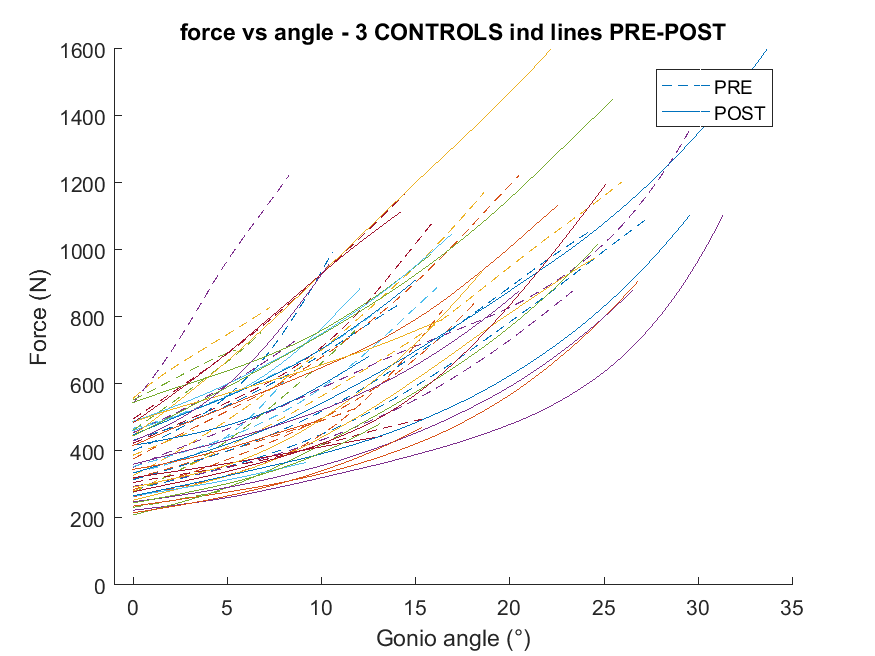 force vs angle - 3 CONTROLS ind lines PRE-POST
1600
1400
1200
1000
800
600
400
200
0
Force (N)
PRE
POST
0 5 10 15 20 25 30 35
Gonio angle (°)